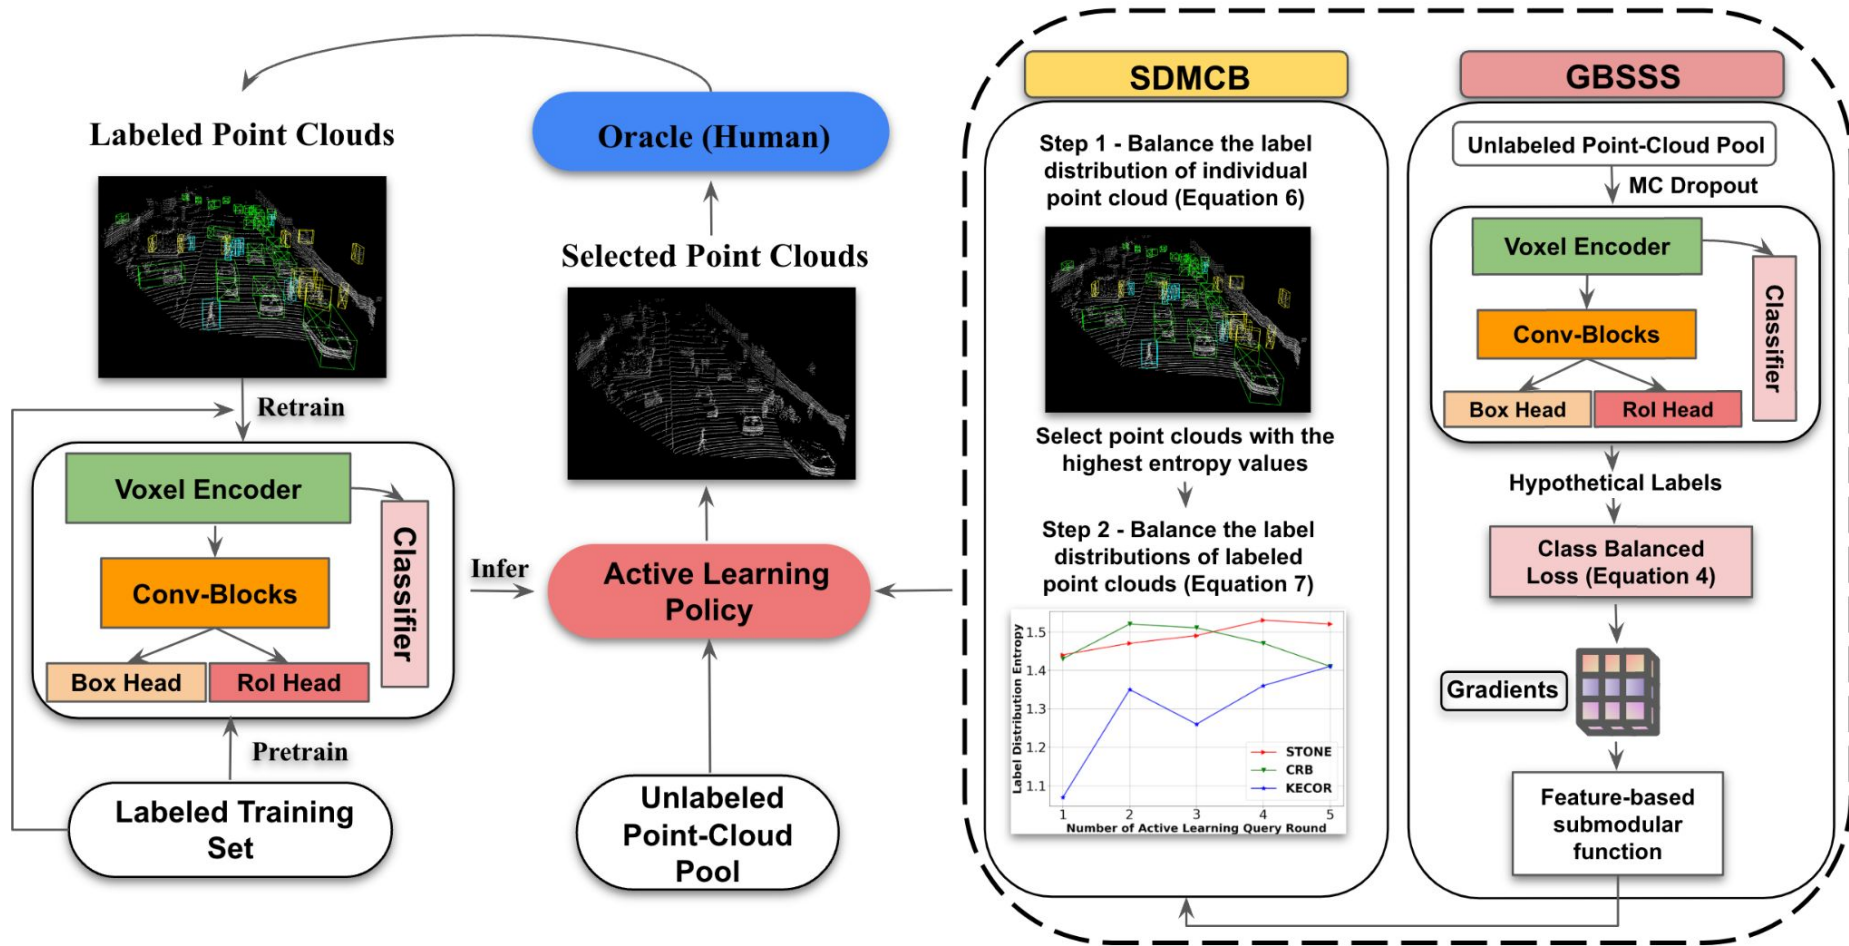 Labeled Point Clouds
Retrain
Voxel Encoder
Conv-Blocks
Classifier
Box Head
RoI Head
Pretrain
Labeled Training
Set
Infer
Oracle (Human)
Selected Point Clouds
Active Learning
Policy
Unlabeled
Point-Cloud
Pool
SDMCB
Step 1 - Balance the label
distribution of individual
point cloud (Equation 6)
Select point clouds with the
highest entropy values
Step 2 - Balance the label
distributions of labeled
point clouds (Equation 7)
Label Distribution Entropy
1.5
1.4
1.3
1.2
1.1
STONE
CRB
KECOR
1
2
3
4
5
Number of Active Learning Query Round
GBSSS
Unlabeled Point-Cloud Pool
MC Dropout
Voxel Encoder
Conv-Blocks
Classifier
Box Head
RoI Head
Hypothetical Labels
Class Balanced
Loss (Equation 4)
Gradients
Feature-based
submodular
function